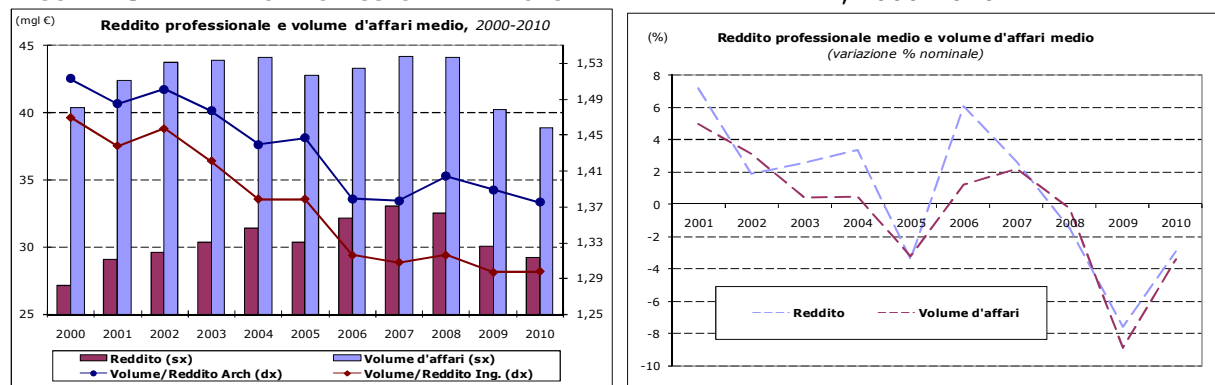 (mgl €)
Reddito professionale e volume d'affari medio, 2000-2010
45
40
35
30
25
1,53
1,49
1,45
1,41
1,37
1,33
1,29
1,25
2000 2001 2002 2003 2004 2005 2006 2007 2008 2009 2010
Reddito (sx) Volume d'affari (sx)
Volume/Reddito Arch (dx) Volume/Reddito Ing. (dx)
(%)
Reddito professionale medio e volume d'affari medio
(variazione % nominale)
8
6
4
2
0
-2
-4
-6
-8
-10
2001 2002 2003 2004 2005 2006 2007 2008 2009 2010
Reddito Volume d'affari